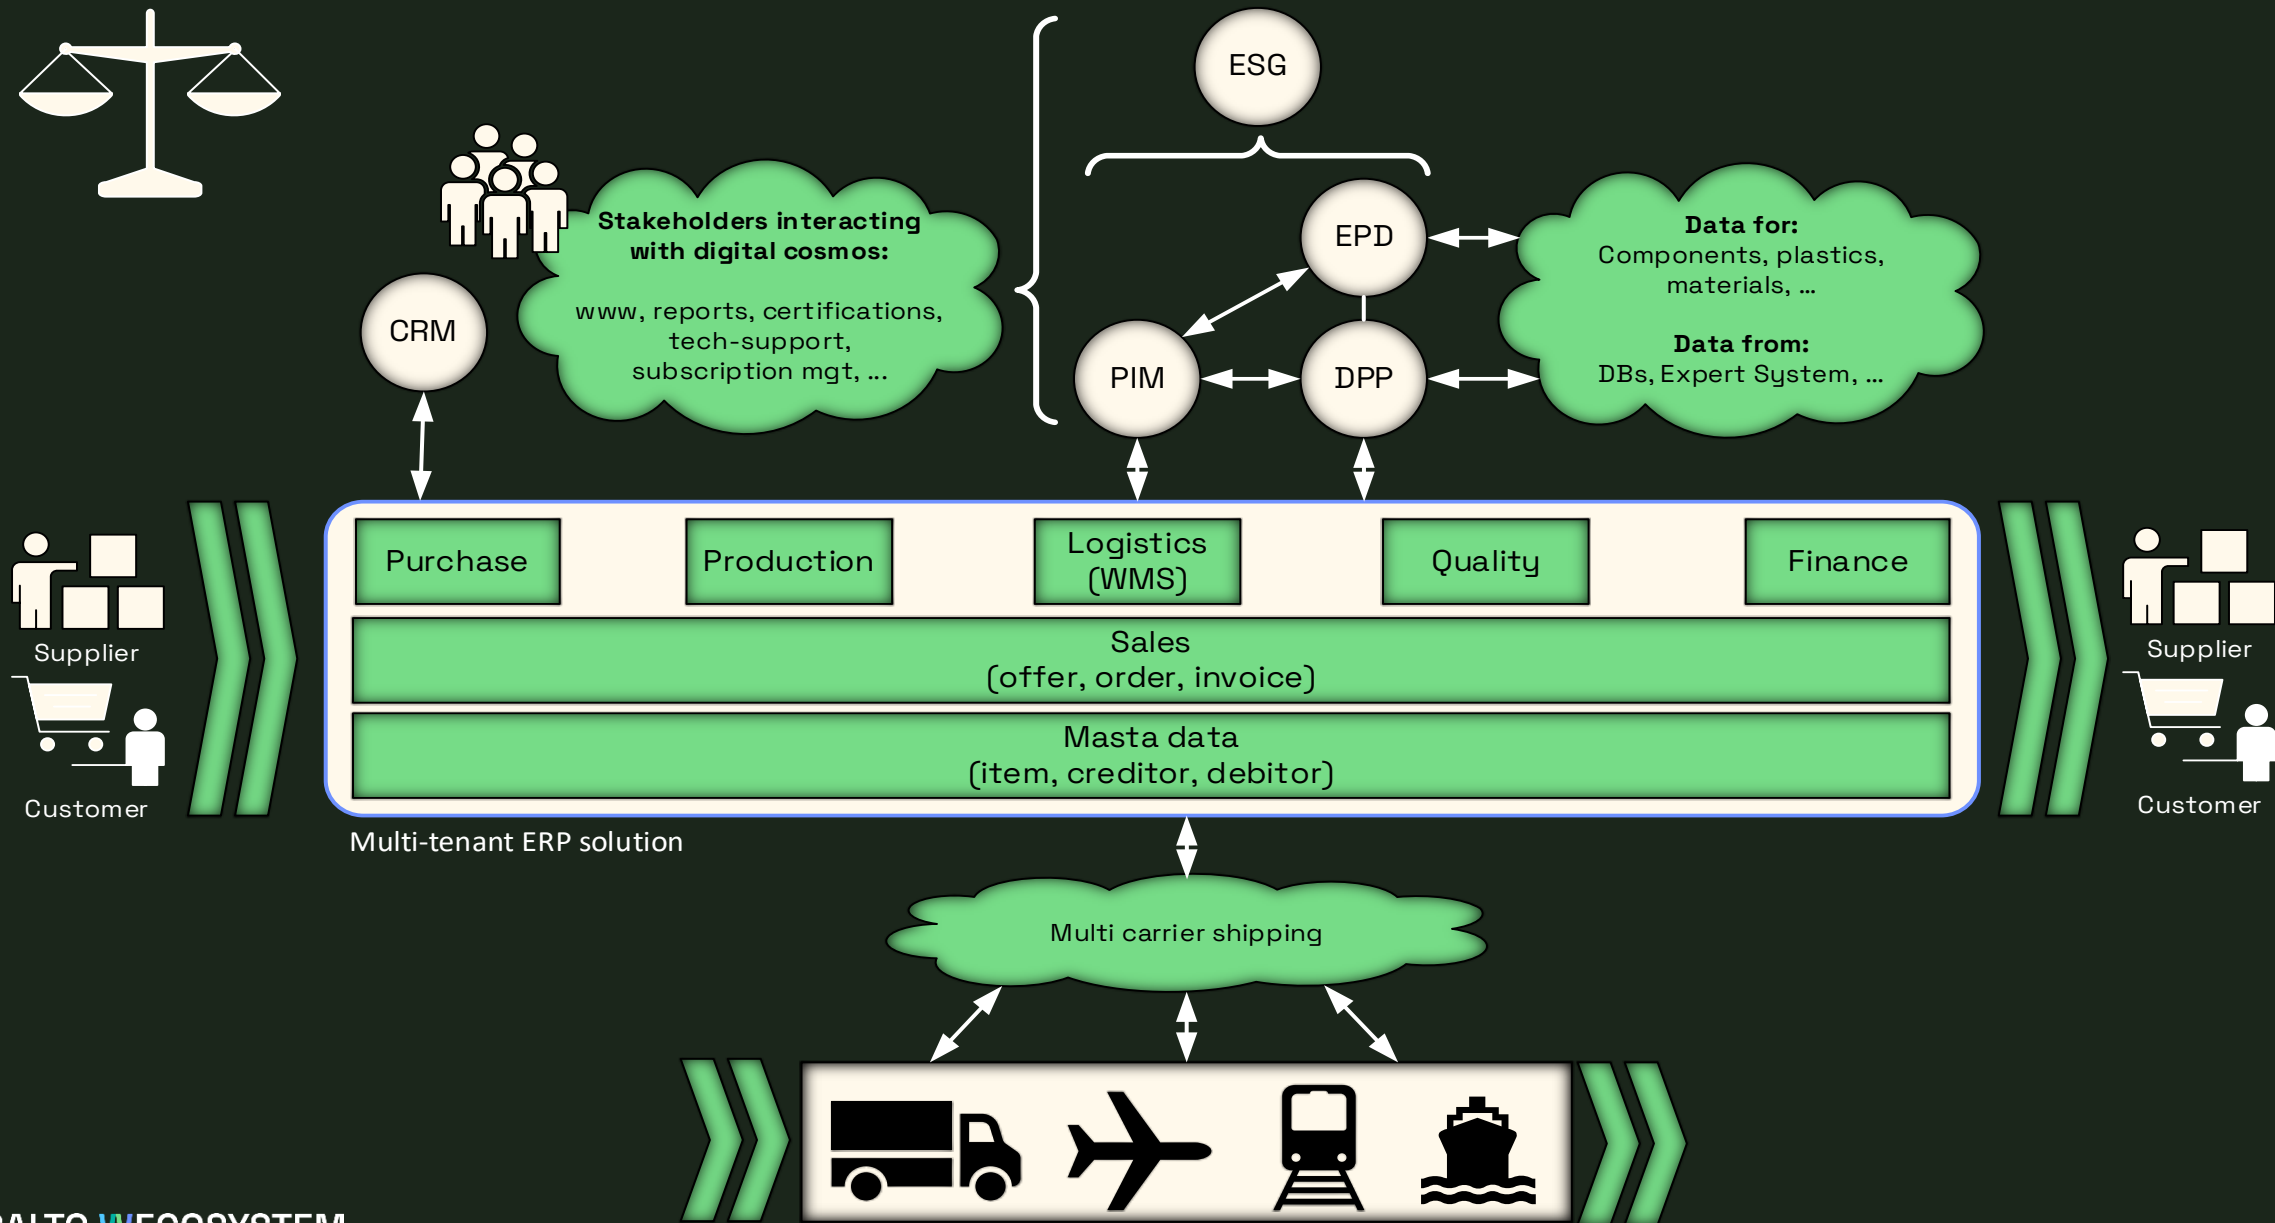 ESG
Stakeholders interacting
with digital cosmos:
www, reports, certifications,
tech-support,
subscription mgt, ...
CRM
EPD
PIM
DPP
Data for:
Components, plastics,
materials, ...
Data from:
DBs, Expert System, ...
Supplier
Customer
Purchase
Production
Logistics
(WMS)
Quality
Finance
Sales
(offer, order, invoice)
Masta data
(item, creditor, debitor)
Supplier
Customer
Multi-tenant ERP solution
Multi carrier shipping